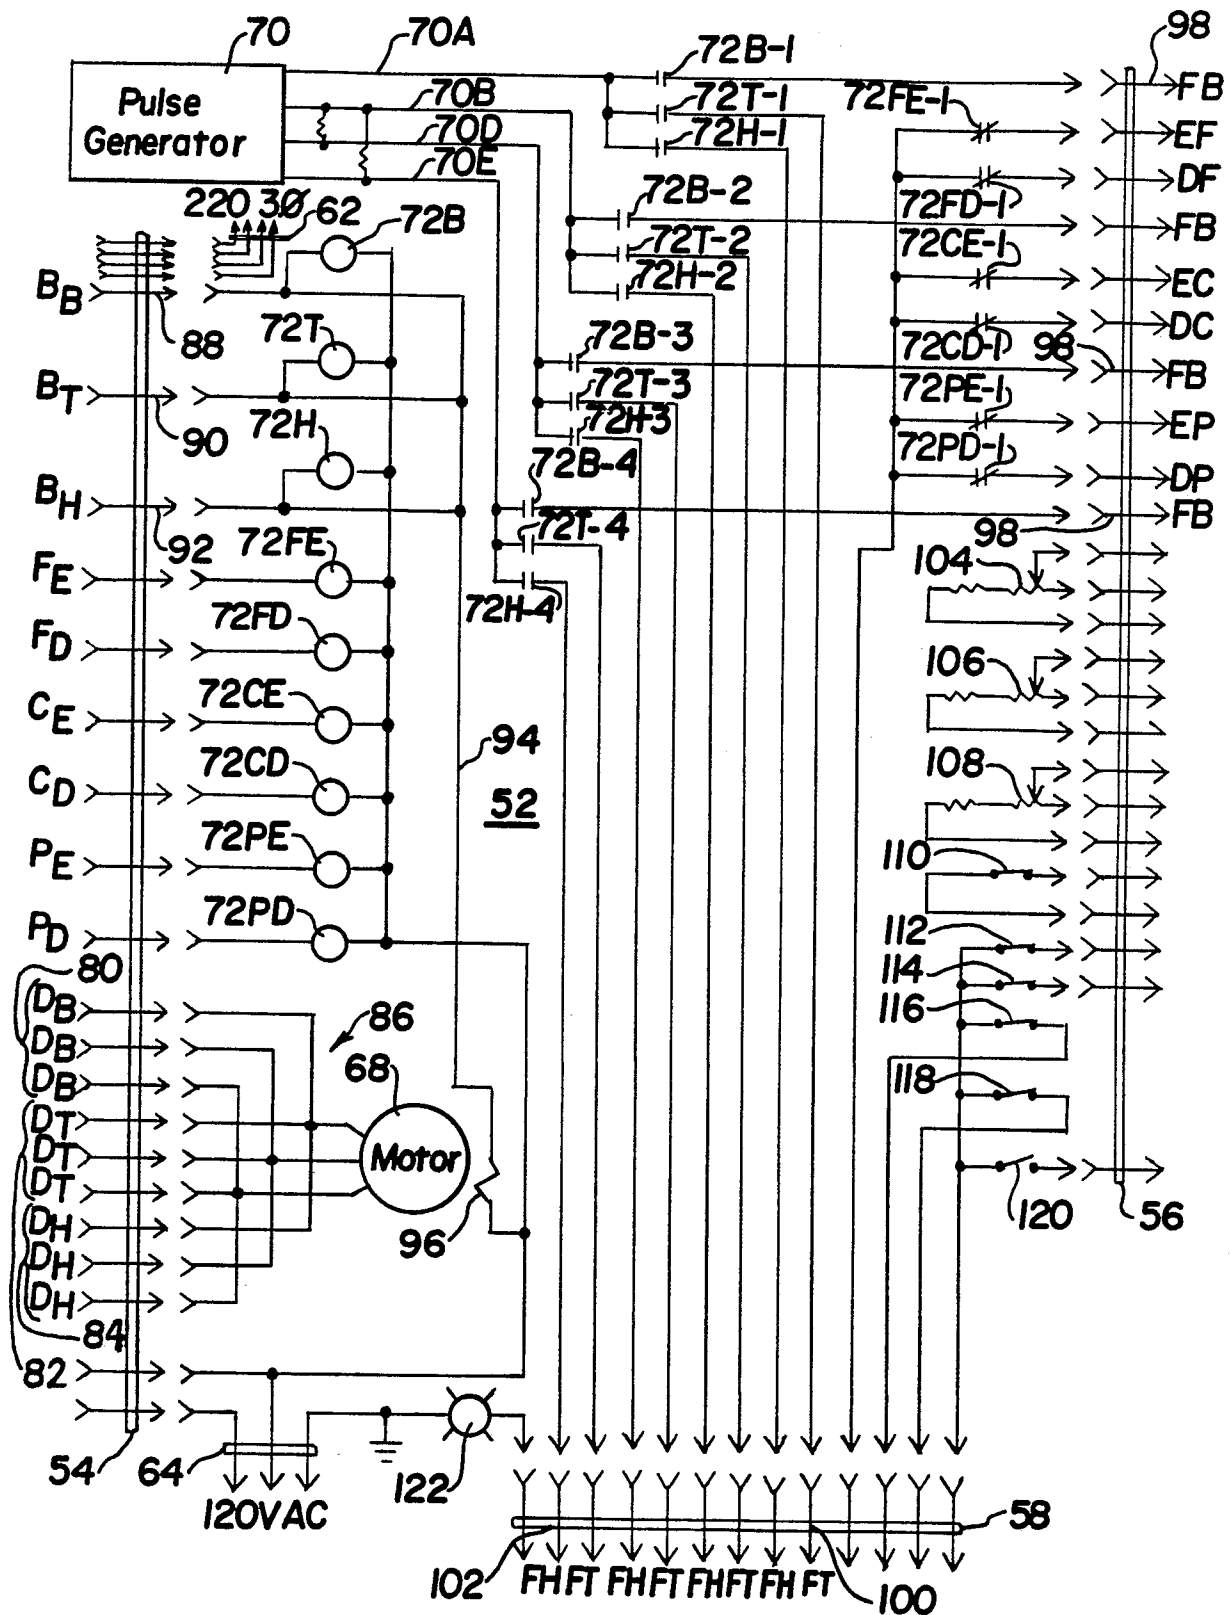 70
70A
72B-1
98
Pulse
Generator
70B
72T-1
72FE-1
FB
70D
72H-1
EF
70E
DF
220 3Ø
62
72B
72B-2
72FD-1
FB
72T-2
72CE-1
BB
72H-2
EC
88
72T
72B-3
72CD-1
98
DC
BT
72T-3
72PE-1
FB
90
72H
72H-3
EP
72B-4
72PD-1
DP
BH
72T-4
98
FB
92
72FE
104
FE
72H-4
72FD
FD
106
72CE
CE
94
72CD
108
CD
52
72PE
PE
110
72PD
PD
112
80
114
DB
86
116
DB
68
DB
118
DT
DT
Motor
DT
120
56
DH
96
DH
DH
84
82
54
64
122
120VAC
58
102
FH FT FH FT FH FT FH FT
100